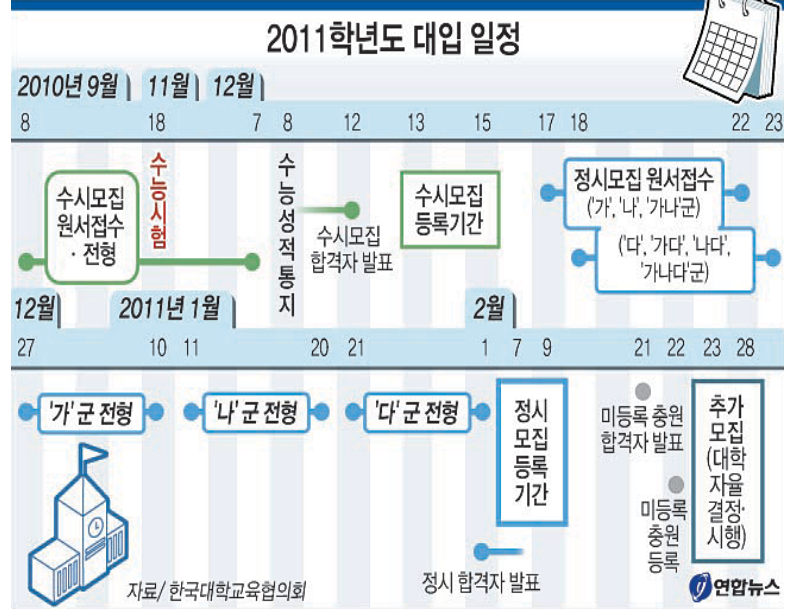 2011학년도 대입 일정
2010년 9월 11월 12월
8 18 7 8 12 13 15 17 18 22 23
수시모집
원서접수
· 전형
수능시험
수능성적통지
수시모집
합격자 발표
수시모집
등록기간
정시모집 원서접수
('가', '나', '가나'군)
('다', '가다', '나다',
'가나다'군)
12월 2011년 1월 2월
27 10 11 20 21 1 7 9 21 22 23 28
'가' 군 전형
'나' 군 전형
'다' 군 전형
정시
모집
등록
기간
정시 합격자 발표
미등록 충원
합격자 발표
미등록
충원
등록
추가
모집
(대학
자율
결정·
시행)
자료/ 한국대학교육협의회
연합뉴스